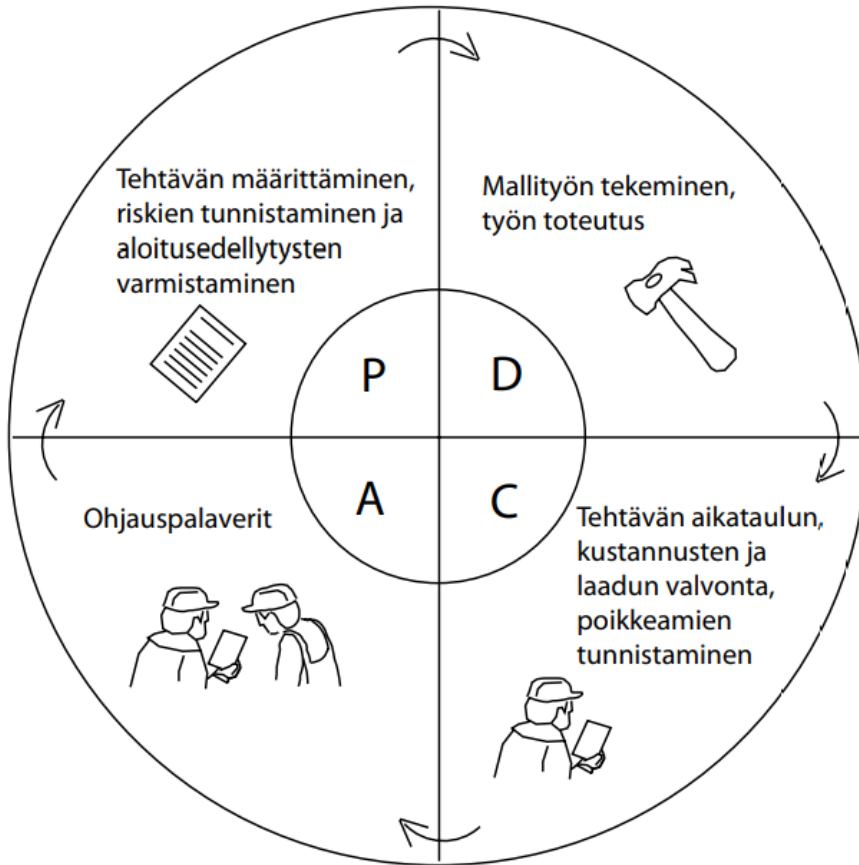 Tehtävän määrittäminen,
riskien tunnistaminen ja
aloitusedellytysten
varmistaminen
P
Mallityön tekeminen,
työn toteutus
D
Ohjauspalaverit
A
C
Tehtävän aikataulun,
kustannusten ja
laadun valvonta,
poikkeamien
tunnistaminen